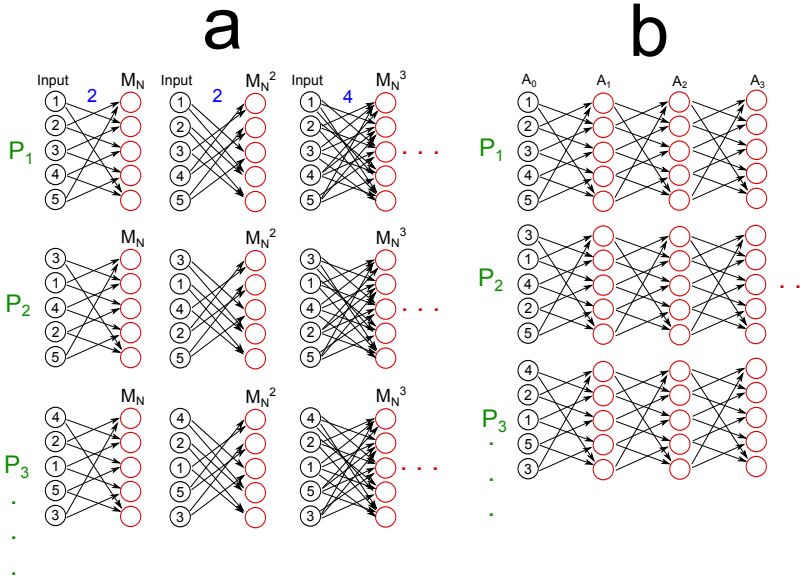 a
b
Input 2 M_N Input 2 M_N^2 Input 4 M_N^3
P_1
1 2 3 4 5
1 2 3 4 5
1 2 3 4 5
. . .
M_N M_N^2 M_N^3
P_2
3 1 4 2 5
3 1 4 2 5
3 1 4 2 5
. . .
M_N M_N^2 M_N^3
P_3
4 2 1 5 3
4 2 1 5 3
4 2 1 5 3
. . .
.
.
.
A_0 A_1 A_2 A_3
P_1
1 2 3 4 5
P_2
3 1 4 2 5
. .
P_3
4 2 1 5 3
.
.
.